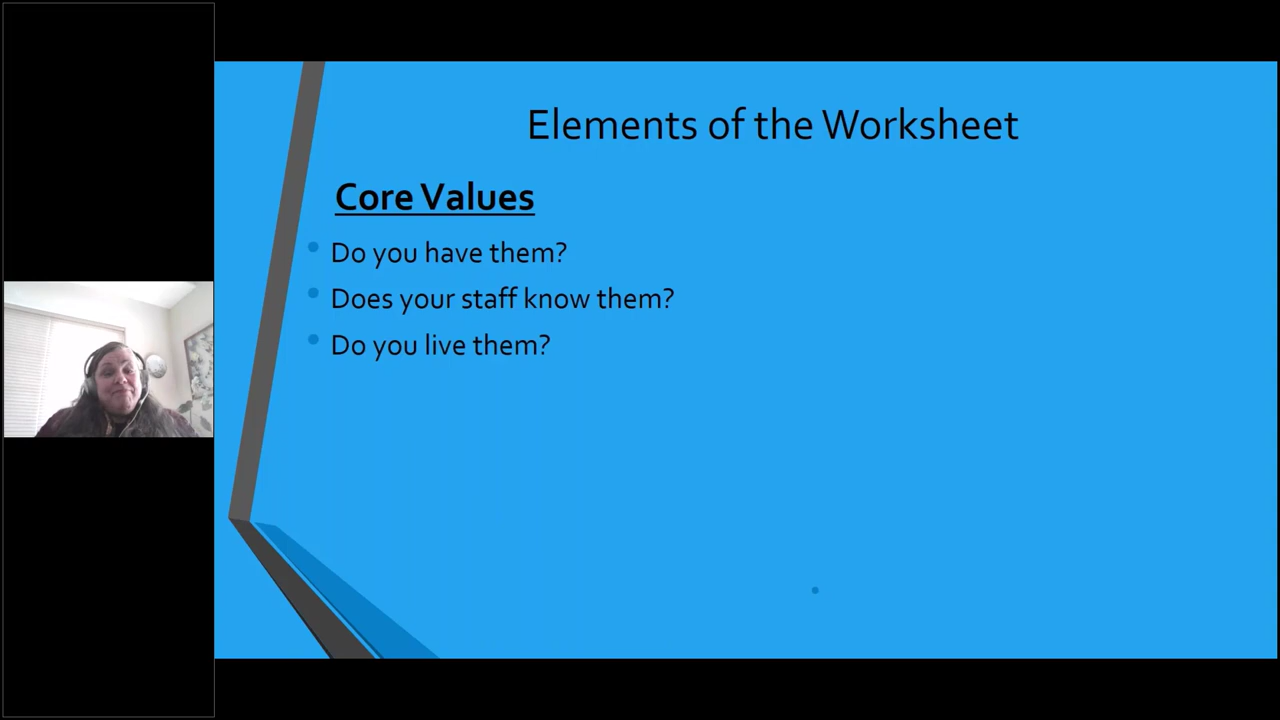 Elements of the Worksheet
Core Values
Do you have them?
Does your staff know them?
Do you live them?